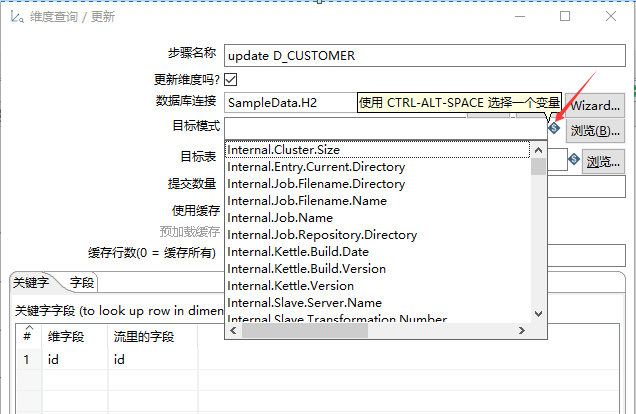 维度查询 / 更新
步骤名称 update D_CUSTOMER
更新维度吗?
数据库连接 SampleData.H2 使用 CTRL-ALT-SPACE 选择一个变量 Wizard...
目标模式 浏览(B)...
目标表 浏览...
提交数量
使用缓存
预加载缓存
缓存行数(0 = 缓存所有)
Internal.Cluster.Size
Internal.Entry.Current.Directory
Internal.Job.Filename.Directory
Internal.Job.Filename.Name
Internal.Job.Name
Internal.Job.Repository.Directory
Internal.Kettle.Build.Date
Internal.Kettle.Build.Version
Internal.Kettle.Version
Internal.Slave.Server.Name
Internal.Slave.Transformation.Number
关键字 字段
关键字字段 (to look up row in dimen
# 维字段 流里的字段
1 id id